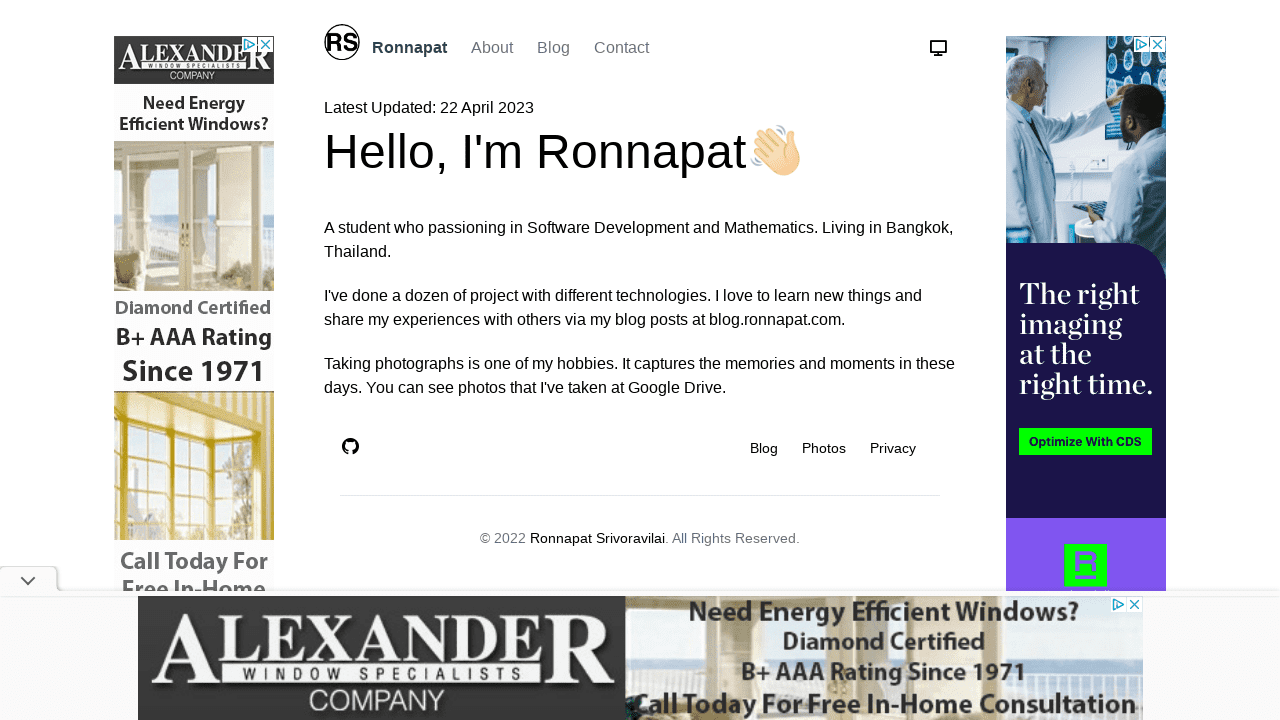 RS
Ronnapat
About
Blog
Contact
ALEXANDER
WINDOW SPECIALISTS
COMPANY
Need Energy
Efficient Windows?
Diamond Certified
B+ AAA Rating
Since 1971
Call Today For
Free In-Home
Latest Updated: 22 April 2023
Hello, I'm Ronnapat
A student who passioning in Software Development and Mathematics. Living in Bangkok,
Thailand.
I've done a dozen of project with different technologies. I love to learn new things and
share my experiences with others via my blog posts at blog.ronnapat.com.
Taking photographs is one of my hobbies. It captures the memories and moments in these
days. You can see photos that I've taken at Google Drive.
Blog
Photos
Privacy
© 2022 Ronnapat Srivoravilai. All Rights Reserved.
The right
imaging
at the
right time.
Optimize With CDS
ALEXANDER
WINDOW SPECIALISTS
COMPANY
Need Energy Efficient Windows?
Diamond Certified
B+ AAA Rating Since 1971
Call Today For Free In-Home Consultation